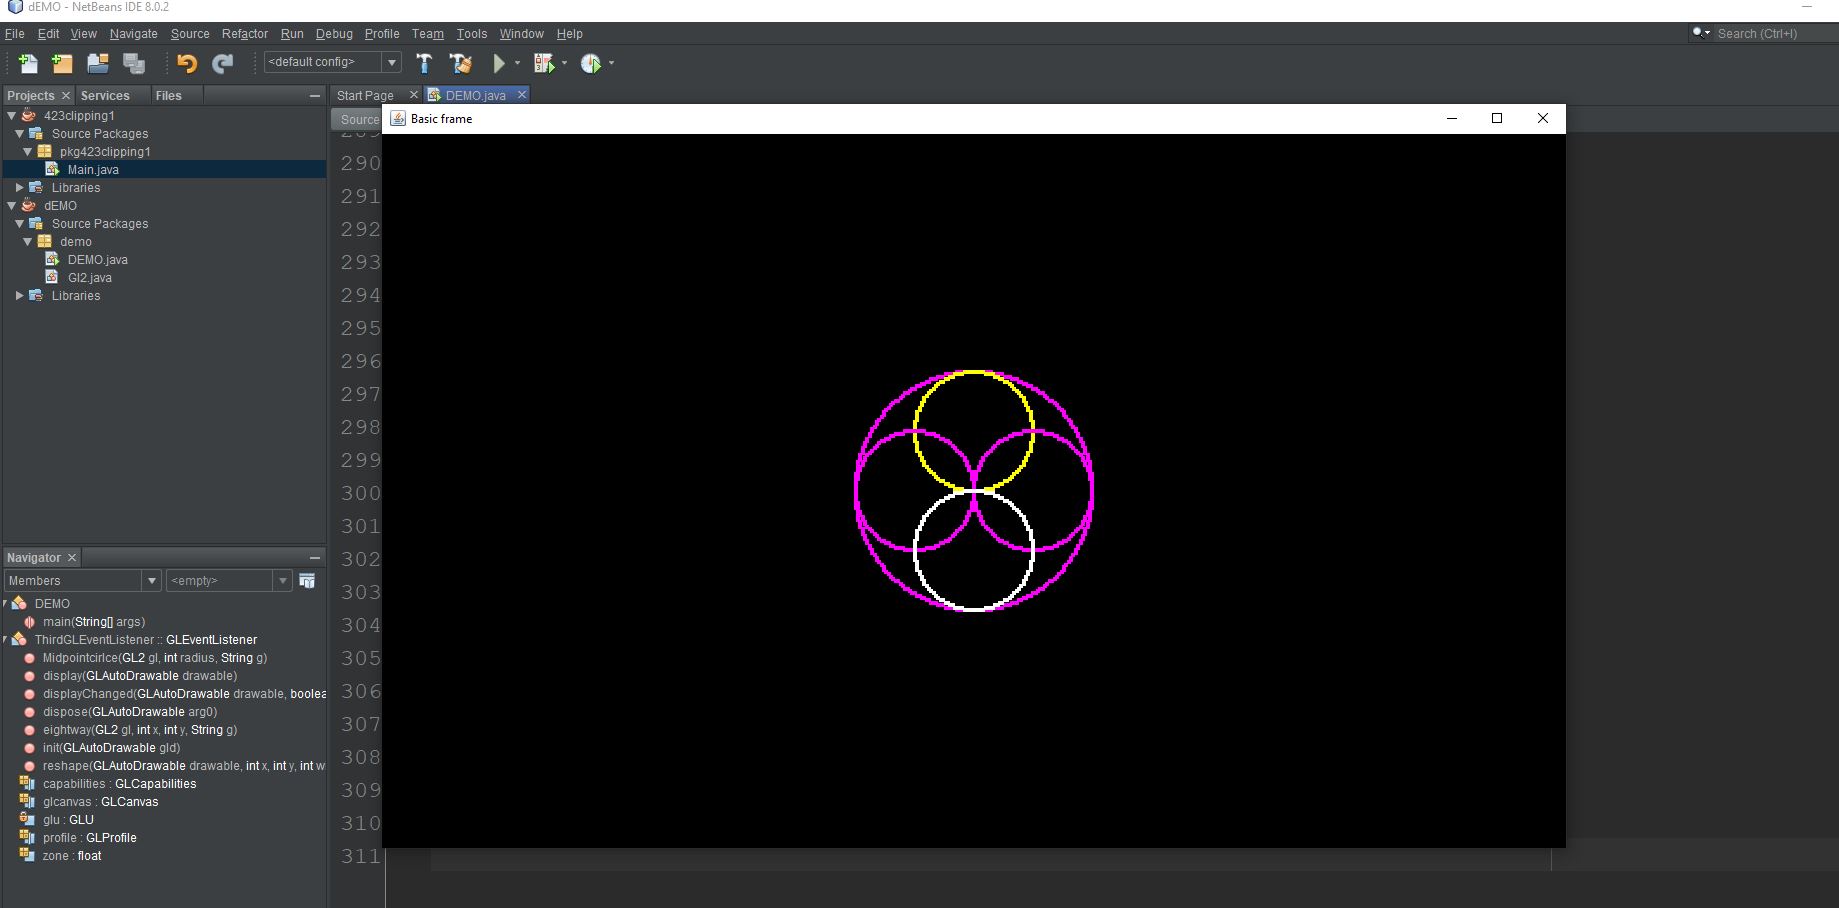 dEMO - NetBeans IDE 8.0.2
File Edit View Navigate Source Refactor Run Debug Profile Team Tools Window Help
Search (Ctrl+I)
<default config>
Projects Services Files
Start Page DEMO.java
423clipping1
Source Packages
pkg423clipping1
Main.java
Libraries
dEMO
Source Packages
demo
DEMO.java
Gl2.java
Libraries
Source
Basic frame
290
291
292
293
294
295
296
297
298
299
300
301
302
303
304
305
306
307
308
309
310
311
Navigator
Members <empty>
DEMO
main(String[] args)
ThirdGLEventListener :: GLEventListener
Midpointcirlce(GL2 gl, int radius, String g)
display(GLAutoDrawable drawable)
displayChanged(GLAutoDrawable drawable, boolea
dispose(GLAutoDrawable arg0)
eightway(GL2 gl, int x, int y, String g)
init(GLAutoDrawable gld)
reshape(GLAutoDrawable drawable, int x, int y, int w
capabilities : GLCapabilities
glcanvas : GLCanvas
glu : GLU
profile : GLProfile
zone : float